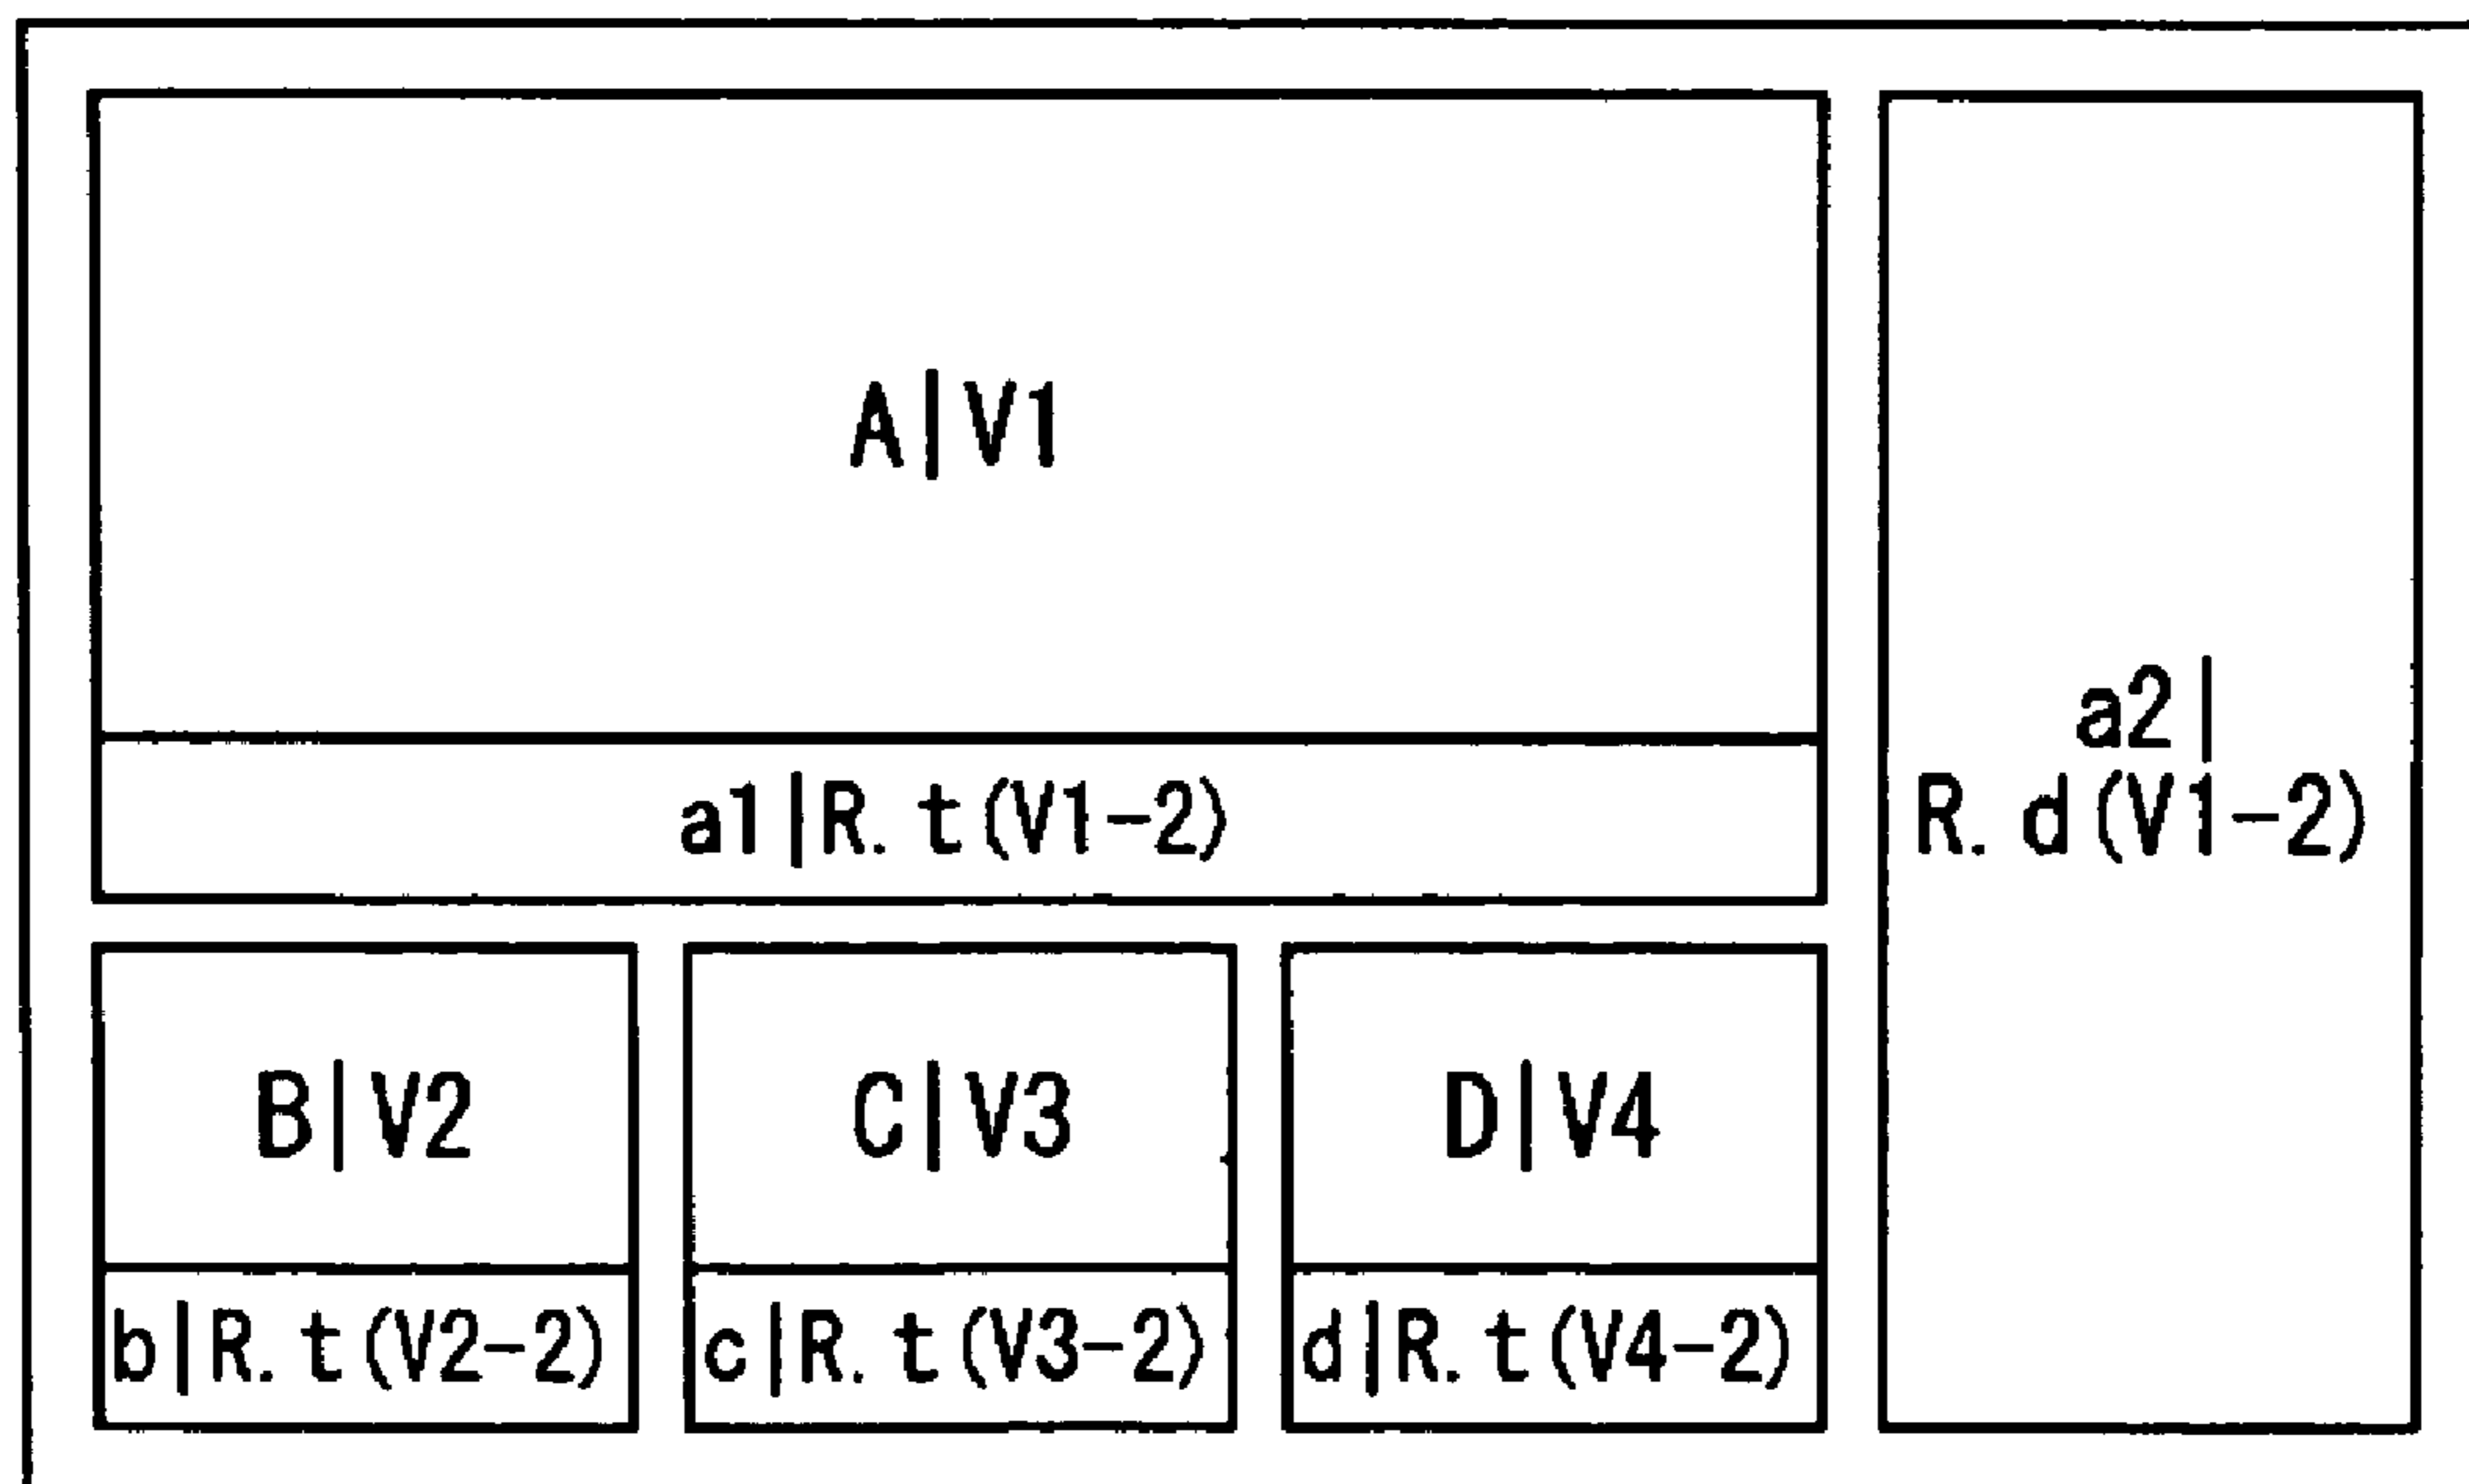 A|V1
a1|R.t(V1-2)
a2|
R.d(V1-2)
B|V2
C|V3
D|V4
b|R.t(V2-2)
c|R.t(V3-2)
d|R.t(V4-2)